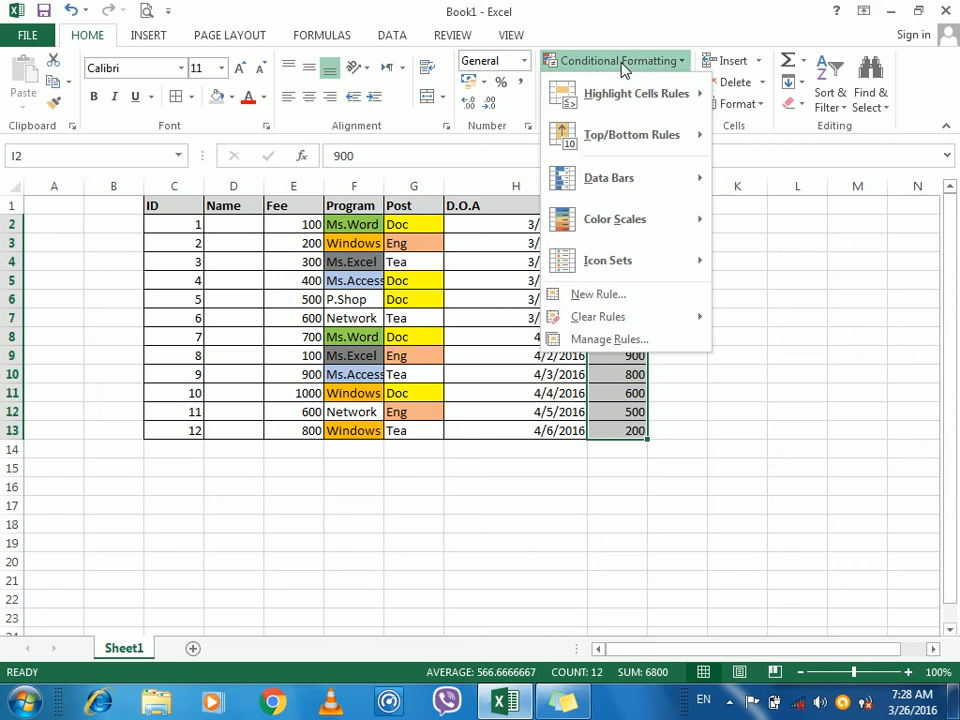 Book1 - Excel
Sign in
FILE HOME INSERT PAGE LAYOUT FORMULAS DATA REVIEW VIEW
Paste
Calibri 11
General
Conditional Formatting
Insert
Delete
Format
Sort &
Filter
Find &
Select
Clipboard Font Alignment Number Cells Editing
Highlight Cells Rules
Top/Bottom Rules
Data Bars
Color Scales
Icon Sets
New Rule...
Clear Rules
Manage Rules...
I2 900
A B C D E F G H K L M N
1 ID Name Fee Program Post D.O.A
2 1 100 Ms.Word Doc 3/
3 2 200 Windows Eng 3/
4 3 300 Ms.Excel Tea 3/
5 4 400 Ms.Access Doc 3/
6 5 500 P.Shop Doc 3/
7 6 600 Network Tea 3/
8 7 700 Ms.Word Doc 4
9 8 100 Ms.Excel Eng 4/2/2016 900
10 9 900 Ms.Access Tea 4/3/2016 800
11 10 1000 Windows Doc 4/4/2016 600
12 11 600 Network Eng 4/5/2016 500
13 12 800 Windows Tea 4/6/2016 200
14
15
16
17
18
19
20
21
22
23
Sheet1
READY AVERAGE: 566.6666667 COUNT: 12 SUM: 6800 100%
EN 7:28 AM
3/26/2016